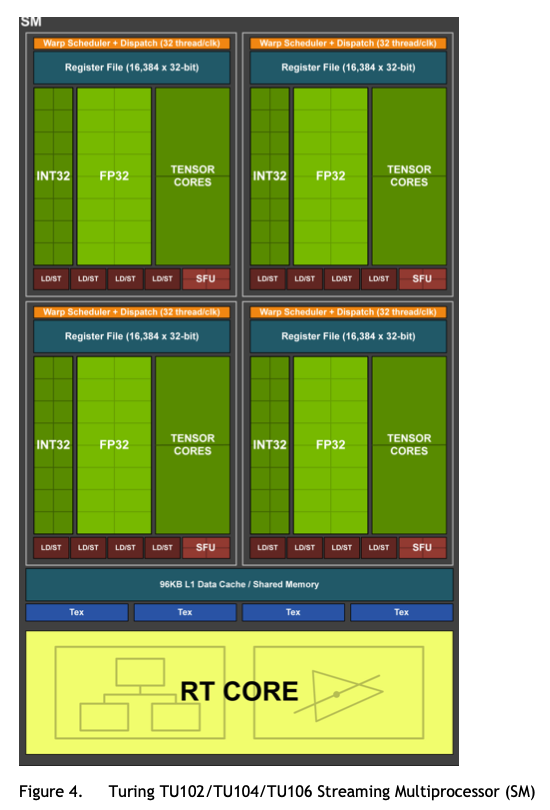 SM
Warp Scheduler + Dispatch (32 thread/clk)
Register File (16,384 x 32-bit)
INT32
FP32
TENSOR
CORES
LD/ST
LD/ST
LD/ST
LD/ST
SFU
Warp Scheduler + Dispatch (32 thread/clk)
Register File (16,384 x 32-bit)
INT32
FP32
TENSOR
CORES
LD/ST
LD/ST
LD/ST
LD/ST
SFU
Warp Scheduler + Dispatch (32 thread/clk)
Register File (16,384 x 32-bit)
INT32
FP32
TENSOR
CORES
LD/ST
LD/ST
LD/ST
LD/ST
SFU
Warp Scheduler + Dispatch (32 thread/clk)
Register File (16,384 x 32-bit)
INT32
FP32
TENSOR
CORES
LD/ST
LD/ST
LD/ST
LD/ST
SFU
96KB L1 Data Cache / Shared Memory
Tex
Tex
Tex
Tex
RT CORE
Figure 4. Turing TU102/TU104/TU106 Streaming Multiprocessor (SM)